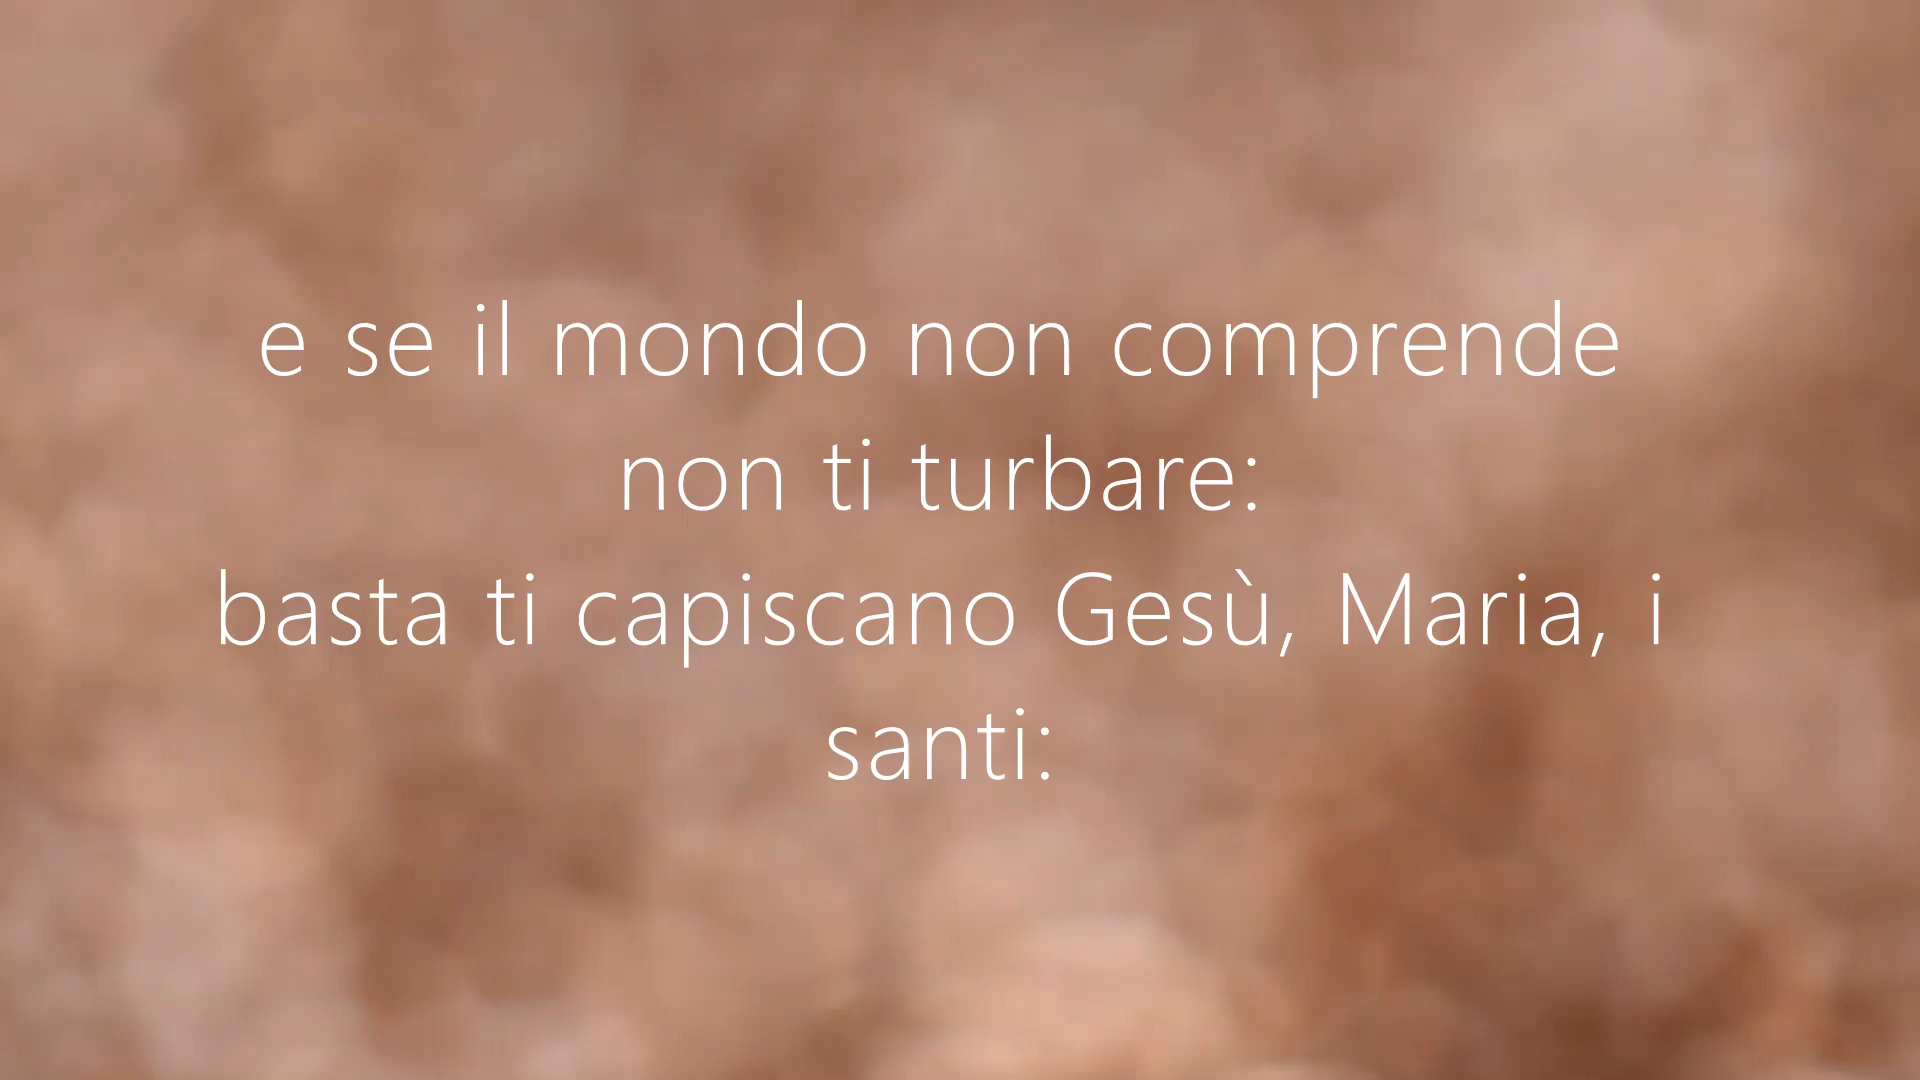 e se il mondo non comprende
non ti turbare:
basta ti capiscano Gesù, Maria, i
santi: